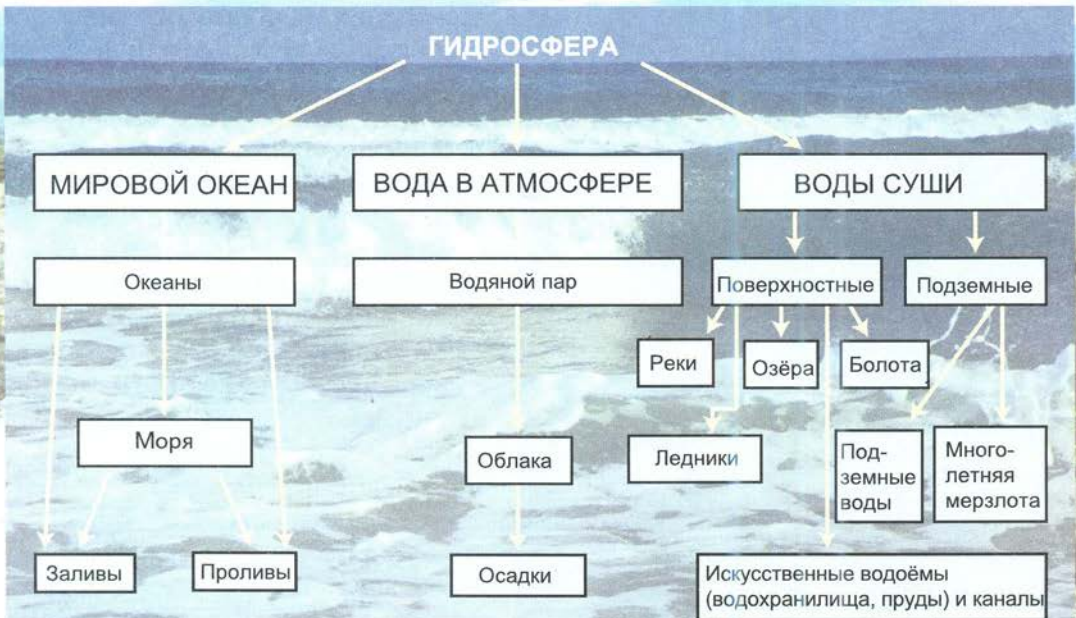 ГИДРОСФЕРА
МИРОВОЙ ОКЕАН
ВОДА В АТМОСФЕРЕ
ВОДЫ СУШИ
Океаны
Водяной пар
Поверхностные
Подземные
Реки
Озёра
Болота
Моря
Облака
Ледники
Под-
земные
воды
Много-
летняя
мерзлота
Заливы
Проливы
Осадки
Искусственные водоёмы
(водохранилища, пруды) и каналы